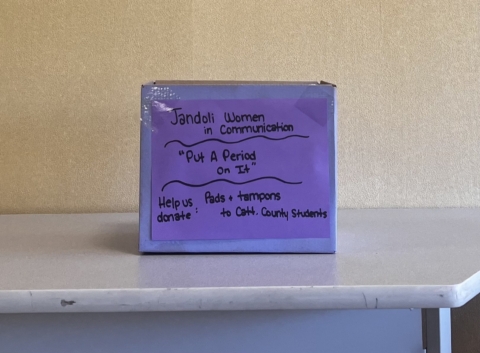 Jandoli Women
in Communication
"Put A Period
On It"
Help us donate: Pads + tampons
to Catt. County Students